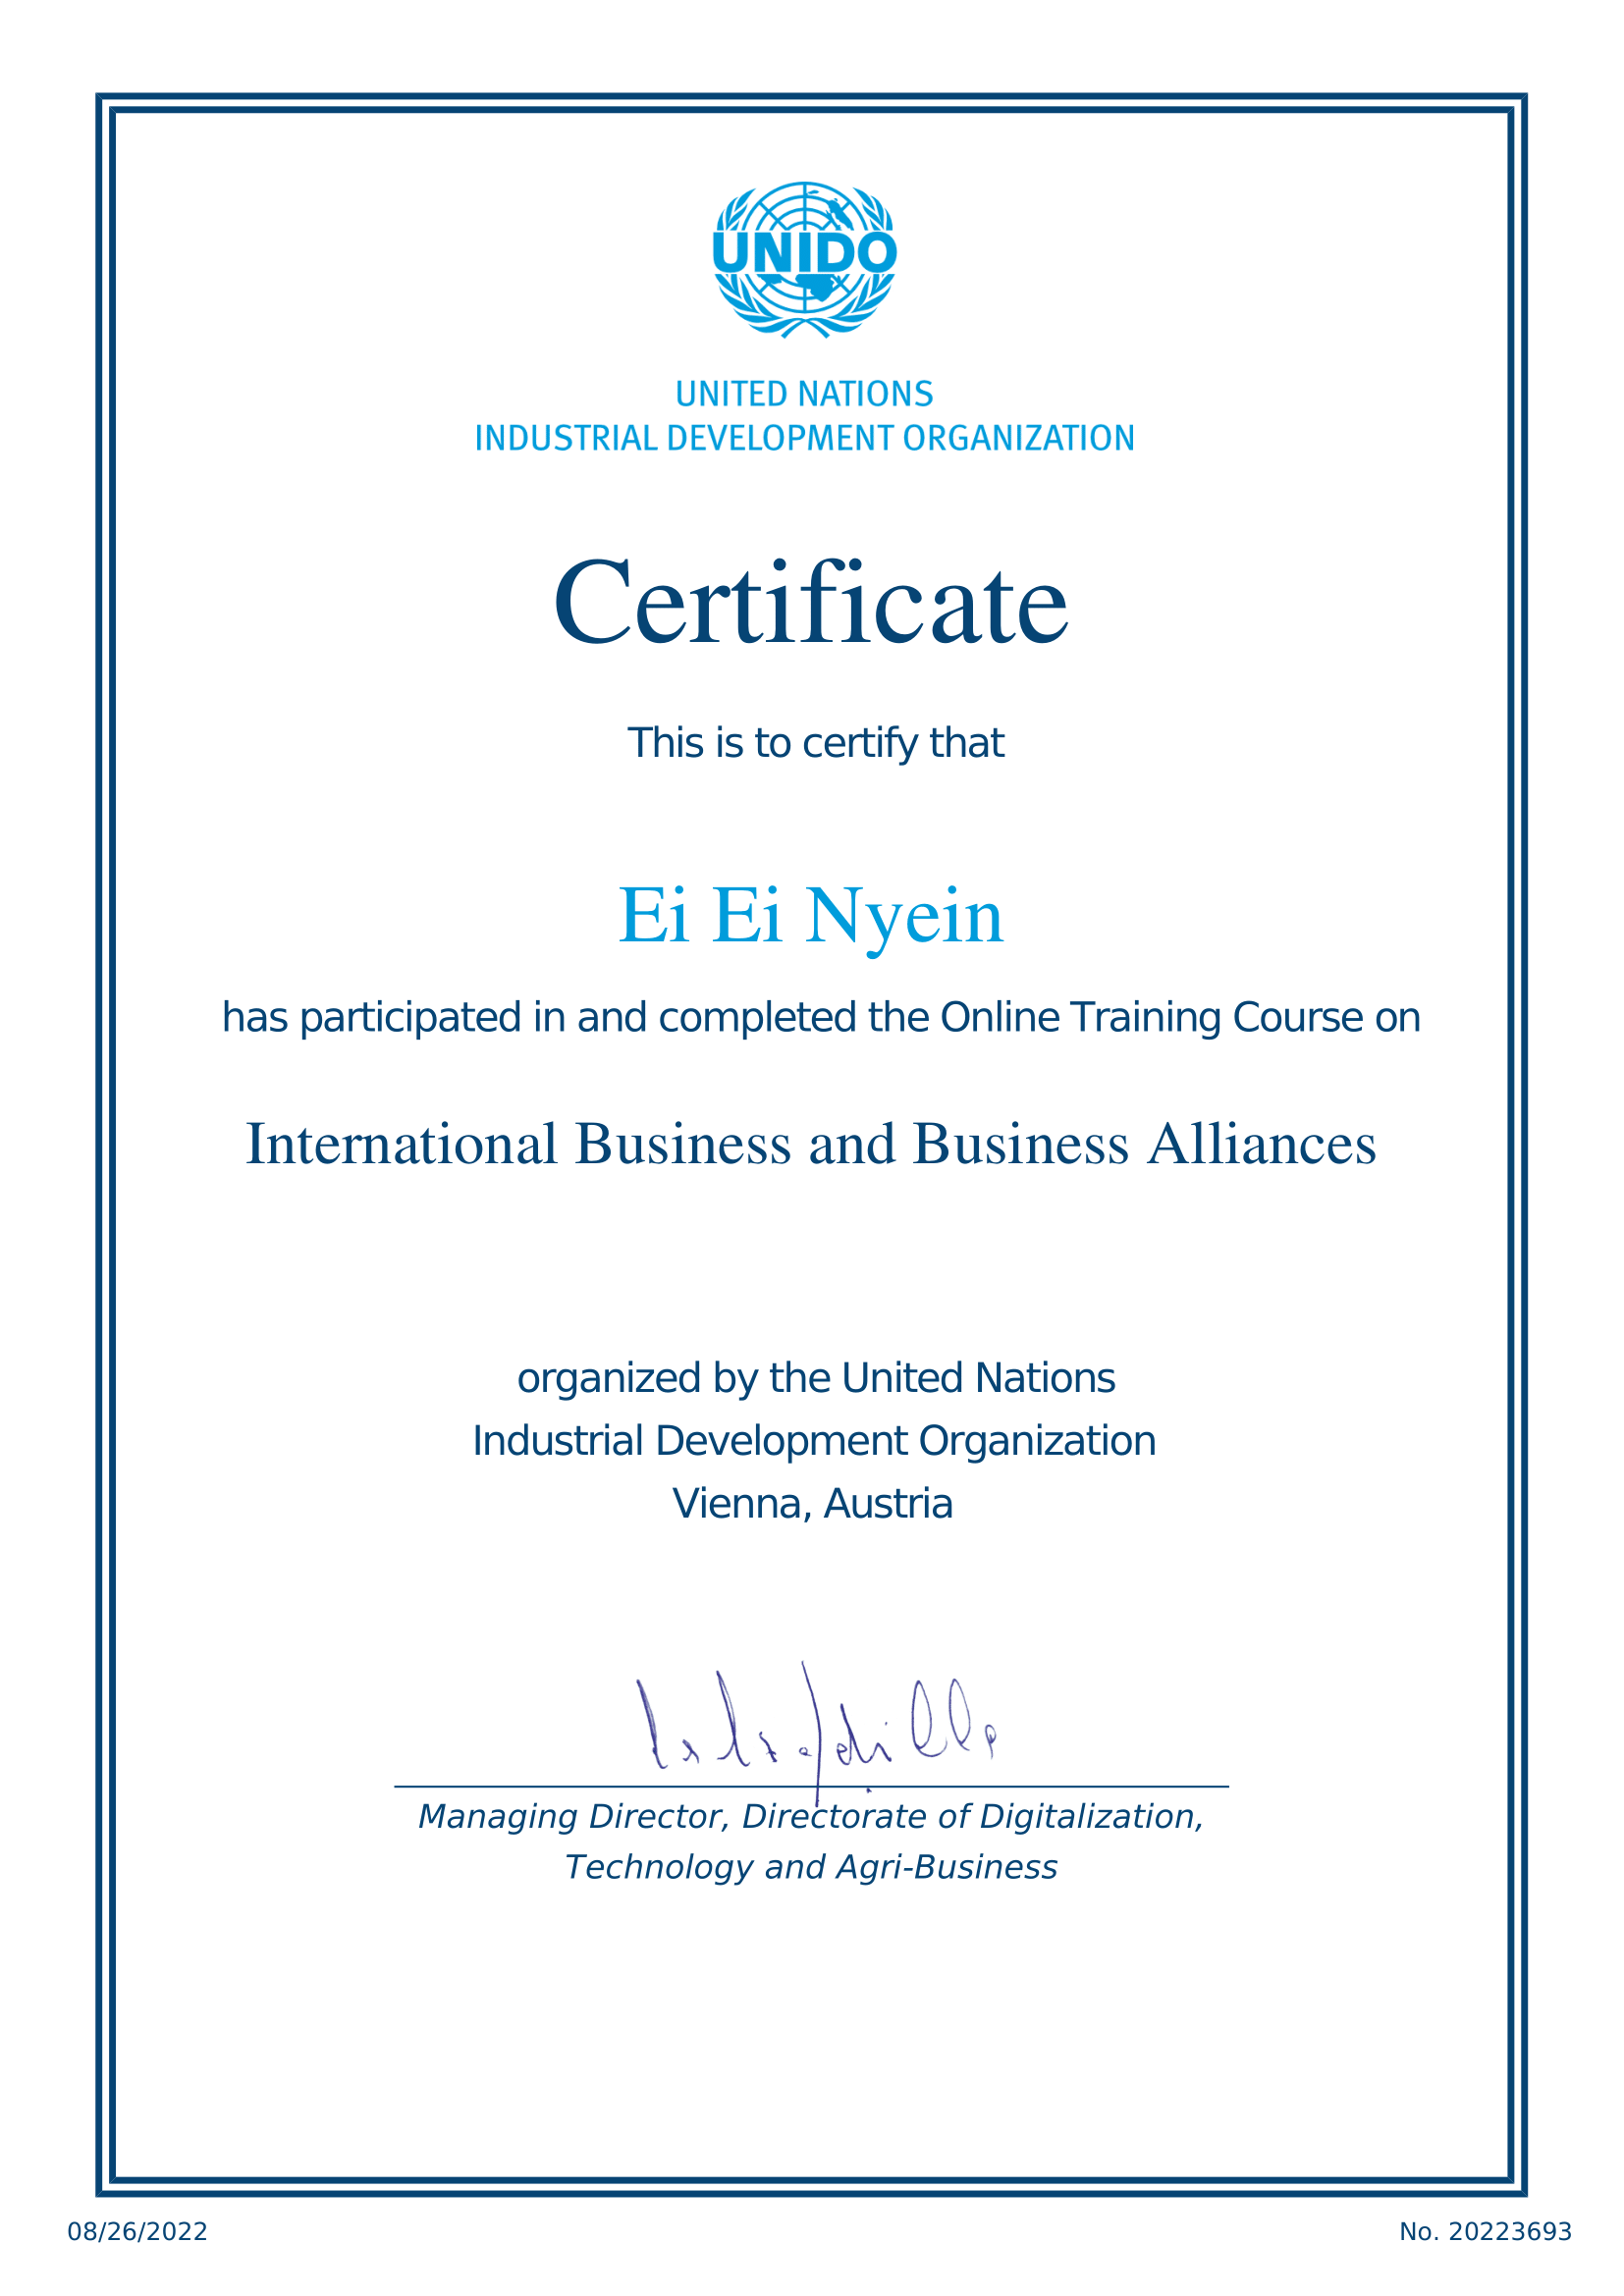 UNIDO
UNITED NATIONS
INDUSTRIAL DEVELOPMENT ORGANIZATION
Certificate
This is to certify that
Ei Ei Nyein
has participated in and completed the Online Training Course on
International Business and Business Alliances
organized by the United Nations
Industrial Development Organization
Vienna, Austria
Managing Director, Directorate of Digitalization,
Technology and Agri-Business
08/26/2022
No. 20223693